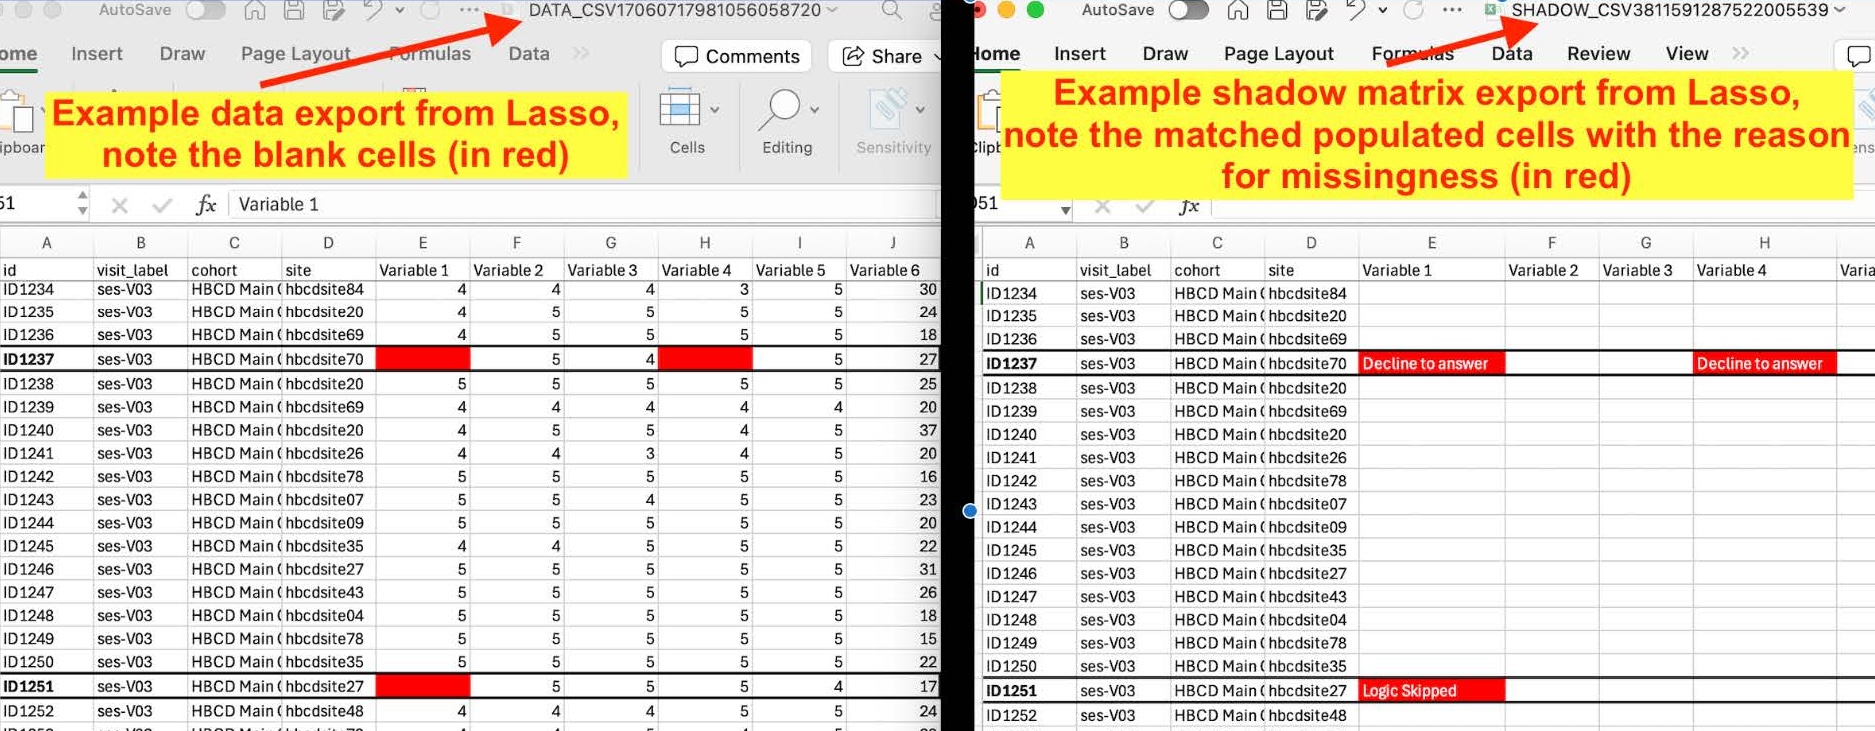 AutoSave
DATA_CSV17060717981056058720
ome Insert Draw Page Layout Formulas Data
Comments Share
Example data export from Lasso,
note the blank cells (in red)
Cells Editing Sensitivity
51 fx Variable 1
A B C D E F G H I J
id visit_label cohort site Variable 1 Variable 2 Variable 3 Variable 4 Variable 5 Variable 6
ID1234 ses-V03 HBCD Main ( hbcdsite84 4 4 4 3 5 30
ID1235 ses-V03 HBCD Main ( hbcdsite20 4 5 5 5 5 24
ID1236 ses-V03 HBCD Main ( hbcdsite69 4 5 5 5 5 18
ID1237 ses-V03 HBCD Main ( hbcdsite70 5 4 5 27
ID1238 ses-V03 HBCD Main ( hbcdsite20 5 5 5 5 5 25
ID1239 ses-V03 HBCD Main ( hbcdsite69 4 4 4 4 4 20
ID1240 ses-V03 HBCD Main ( hbcdsite20 4 5 5 4 5 37
ID1241 ses-V03 HBCD Main ( hbcdsite26 4 4 3 4 5 20
ID1242 ses-V03 HBCD Main ( hbcdsite78 5 5 5 5 5 16
ID1243 ses-V03 HBCD Main ( hbcdsite07 5 5 4 5 5 23
ID1244 ses-V03 HBCD Main ( hbcdsite09 5 5 5 5 5 20
ID1245 ses-V03 HBCD Main ( hbcdsite35 4 4 5 5 5 22
ID1246 ses-V03 HBCD Main ( hbcdsite27 5 5 5 5 5 31
ID1247 ses-V03 HBCD Main ( hbcdsite43 5 5 5 5 5 26
ID1248 ses-V03 HBCD Main ( hbcdsite04 5 5 5 5 5 18
ID1249 ses-V03 HBCD Main ( hbcdsite78 5 5 5 5 5 15
ID1250 ses-V03 HBCD Main ( hbcdsite35 5 5 5 5 5 22
ID1251 ses-V03 HBCD Main ( hbcdsite27 5 5 5 4 17
ID1252 ses-V03 HBCD Main ( hbcdsite48 4 4 4 5 5 24
AutoSave
SHADOW_CSV3811591287522005539
Home Insert Draw Page Layout Formulas Data Review View
Example shadow matrix export from Lasso,
note the matched populated cells with the reason
for missingness (in red)
Clipb
ens
D51 fx
A B C D E F G H
id visit_label cohort site Variable 1 Variable 2 Variable 3 Variable 4 Varia
ID1234 ses-V03 HBCD Main ( hbcdsite84
ID1235 ses-V03 HBCD Main ( hbcdsite20
ID1236 ses-V03 HBCD Main ( hbcdsite69
ID1237 ses-V03 HBCD Main ( hbcdsite70 Decline to answer Decline to answer
ID1238 ses-V03 HBCD Main ( hbcdsite20
ID1239 ses-V03 HBCD Main ( hbcdsite69
ID1240 ses-V03 HBCD Main ( hbcdsite20
ID1241 ses-V03 HBCD Main ( hbcdsite26
ID1242 ses-V03 HBCD Main ( hbcdsite78
ID1243 ses-V03 HBCD Main ( hbcdsite07
ID1244 ses-V03 HBCD Main ( hbcdsite09
ID1245 ses-V03 HBCD Main ( hbcdsite35
ID1246 ses-V03 HBCD Main ( hbcdsite27
ID1247 ses-V03 HBCD Main ( hbcdsite43
ID1248 ses-V03 HBCD Main ( hbcdsite04
ID1249 ses-V03 HBCD Main ( hbcdsite78
ID1250 ses-V03 HBCD Main ( hbcdsite35
ID1251 ses-V03 HBCD Main ( hbcdsite27 Logic Skipped
ID1252 ses-V03 HBCD Main ( hbcdsite48